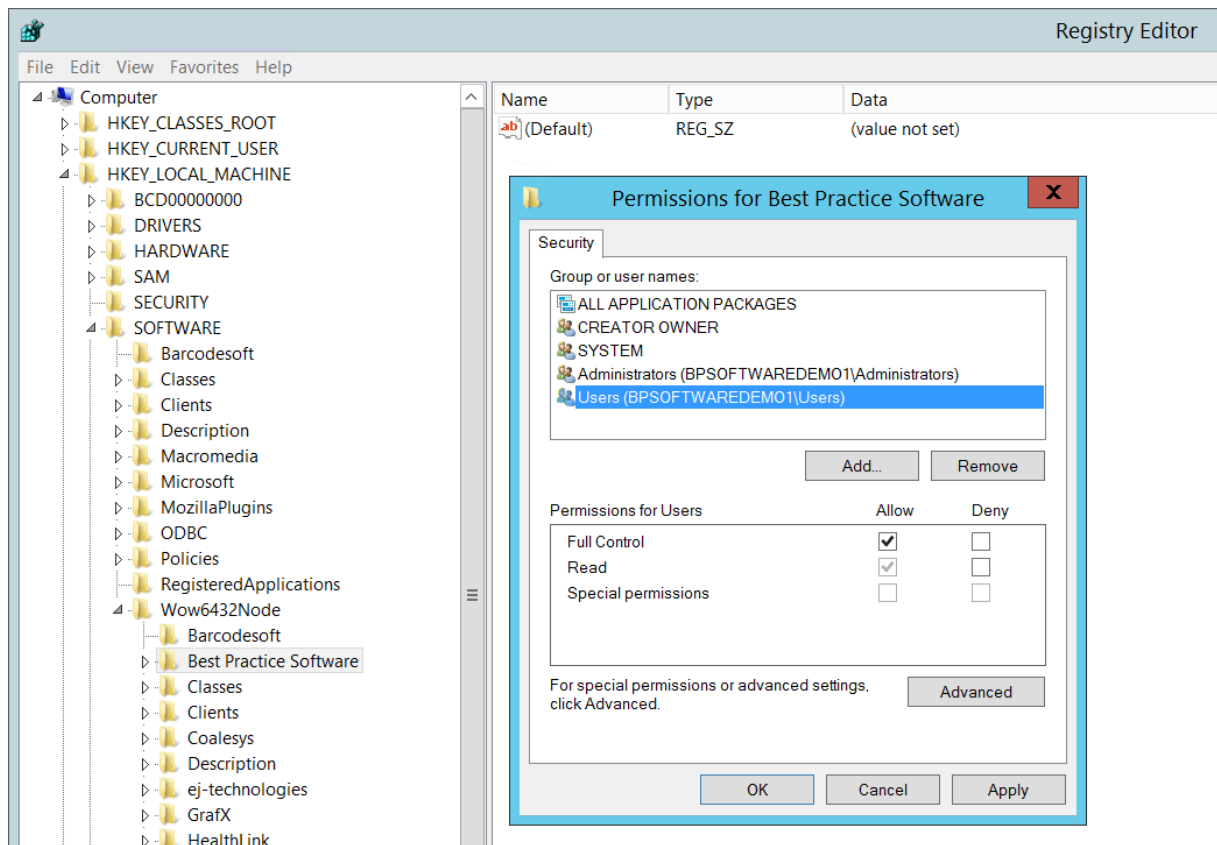 Registry Editor
File Edit View Favorites Help
Computer
HKEY_CLASSES_ROOT
HKEY_CURRENT_USER
HKEY_LOCAL_MACHINE
BCD00000000
DRIVERS
HARDWARE
SAM
SECURITY
SOFTWARE
Barcodesoft
Classes
Clients
Description
Macromedia
Microsoft
MozillaPlugins
ODBC
Policies
RegisteredApplications
Wow6432Node
Barcodesoft
Best Practice Software
Classes
Clients
Coalesys
Description
ej-technologies
GrafX
HealthLink
Name Type Data
ab (Default) REG_SZ (value not set)
Permissions for Best Practice Software
X
Security
Group or user names:
ALL APPLICATION PACKAGES
CREATOR OWNER
SYSTEM
Administrators (BPSOFTWAREDEMO1\Administrators)
Users (BPSOFTWAREDEMO1\Users)
Add... Remove
Permissions for Users Allow Deny
Full Control
Read
Special permissions
For special permissions or advanced settings,
click Advanced.
Advanced
OK Cancel Apply